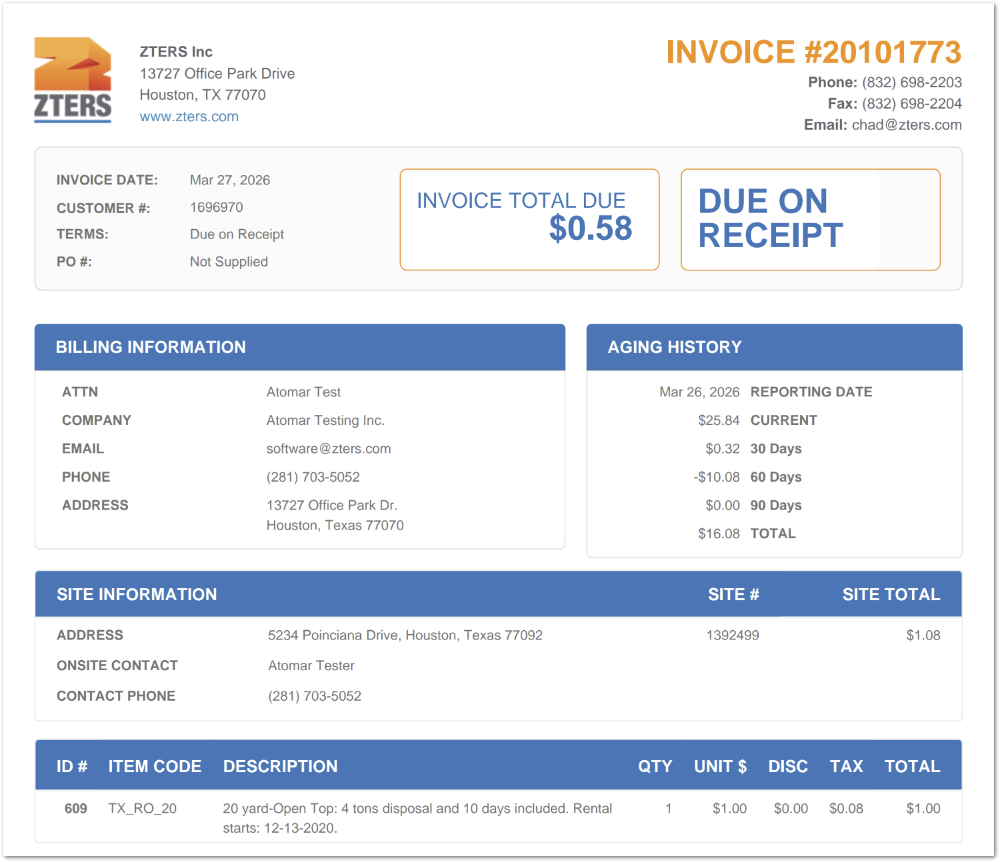 ZTERS
ZTERS Inc
13727 Office Park Drive
Houston, TX 77070
www.zters.com
INVOICE #20101773
Phone: (832) 698-2203
Fax: (832) 698-2204
Email: chad@zters.com
INVOICE DATE: Mar 27, 2026
CUSTOMER #: 1696970
TERMS: Due on Receipt
PO #: Not Supplied
INVOICE TOTAL DUE
$0.58
DUE ON
RECEIPT
BILLING INFORMATION
ATTN Atomar Test
COMPANY Atomar Testing Inc.
EMAIL software@zters.com
PHONE (281) 703-5052
ADDRESS 13727 Office Park Dr.
Houston, Texas 77070
AGING HISTORY
Mar 26, 2026 REPORTING DATE
$25.84 CURRENT
$0.32 30 Days
-$10.08 60 Days
$0.00 90 Days
$16.08 TOTAL
SITE INFORMATION SITE # SITE TOTAL
ADDRESS 5234 Poinciana Drive, Houston, Texas 77092 1392499 $1.08
ONSITE CONTACT Atomar Tester
CONTACT PHONE (281) 703-5052
ID # ITEM CODE DESCRIPTION QTY UNIT $ DISC TAX TOTAL
609 TX_RO_20 20 yard-Open Top: 4 tons disposal and 10 days included. Rental 1 $1.00 $0.00 $0.08 $1.00
starts: 12-13-2020.